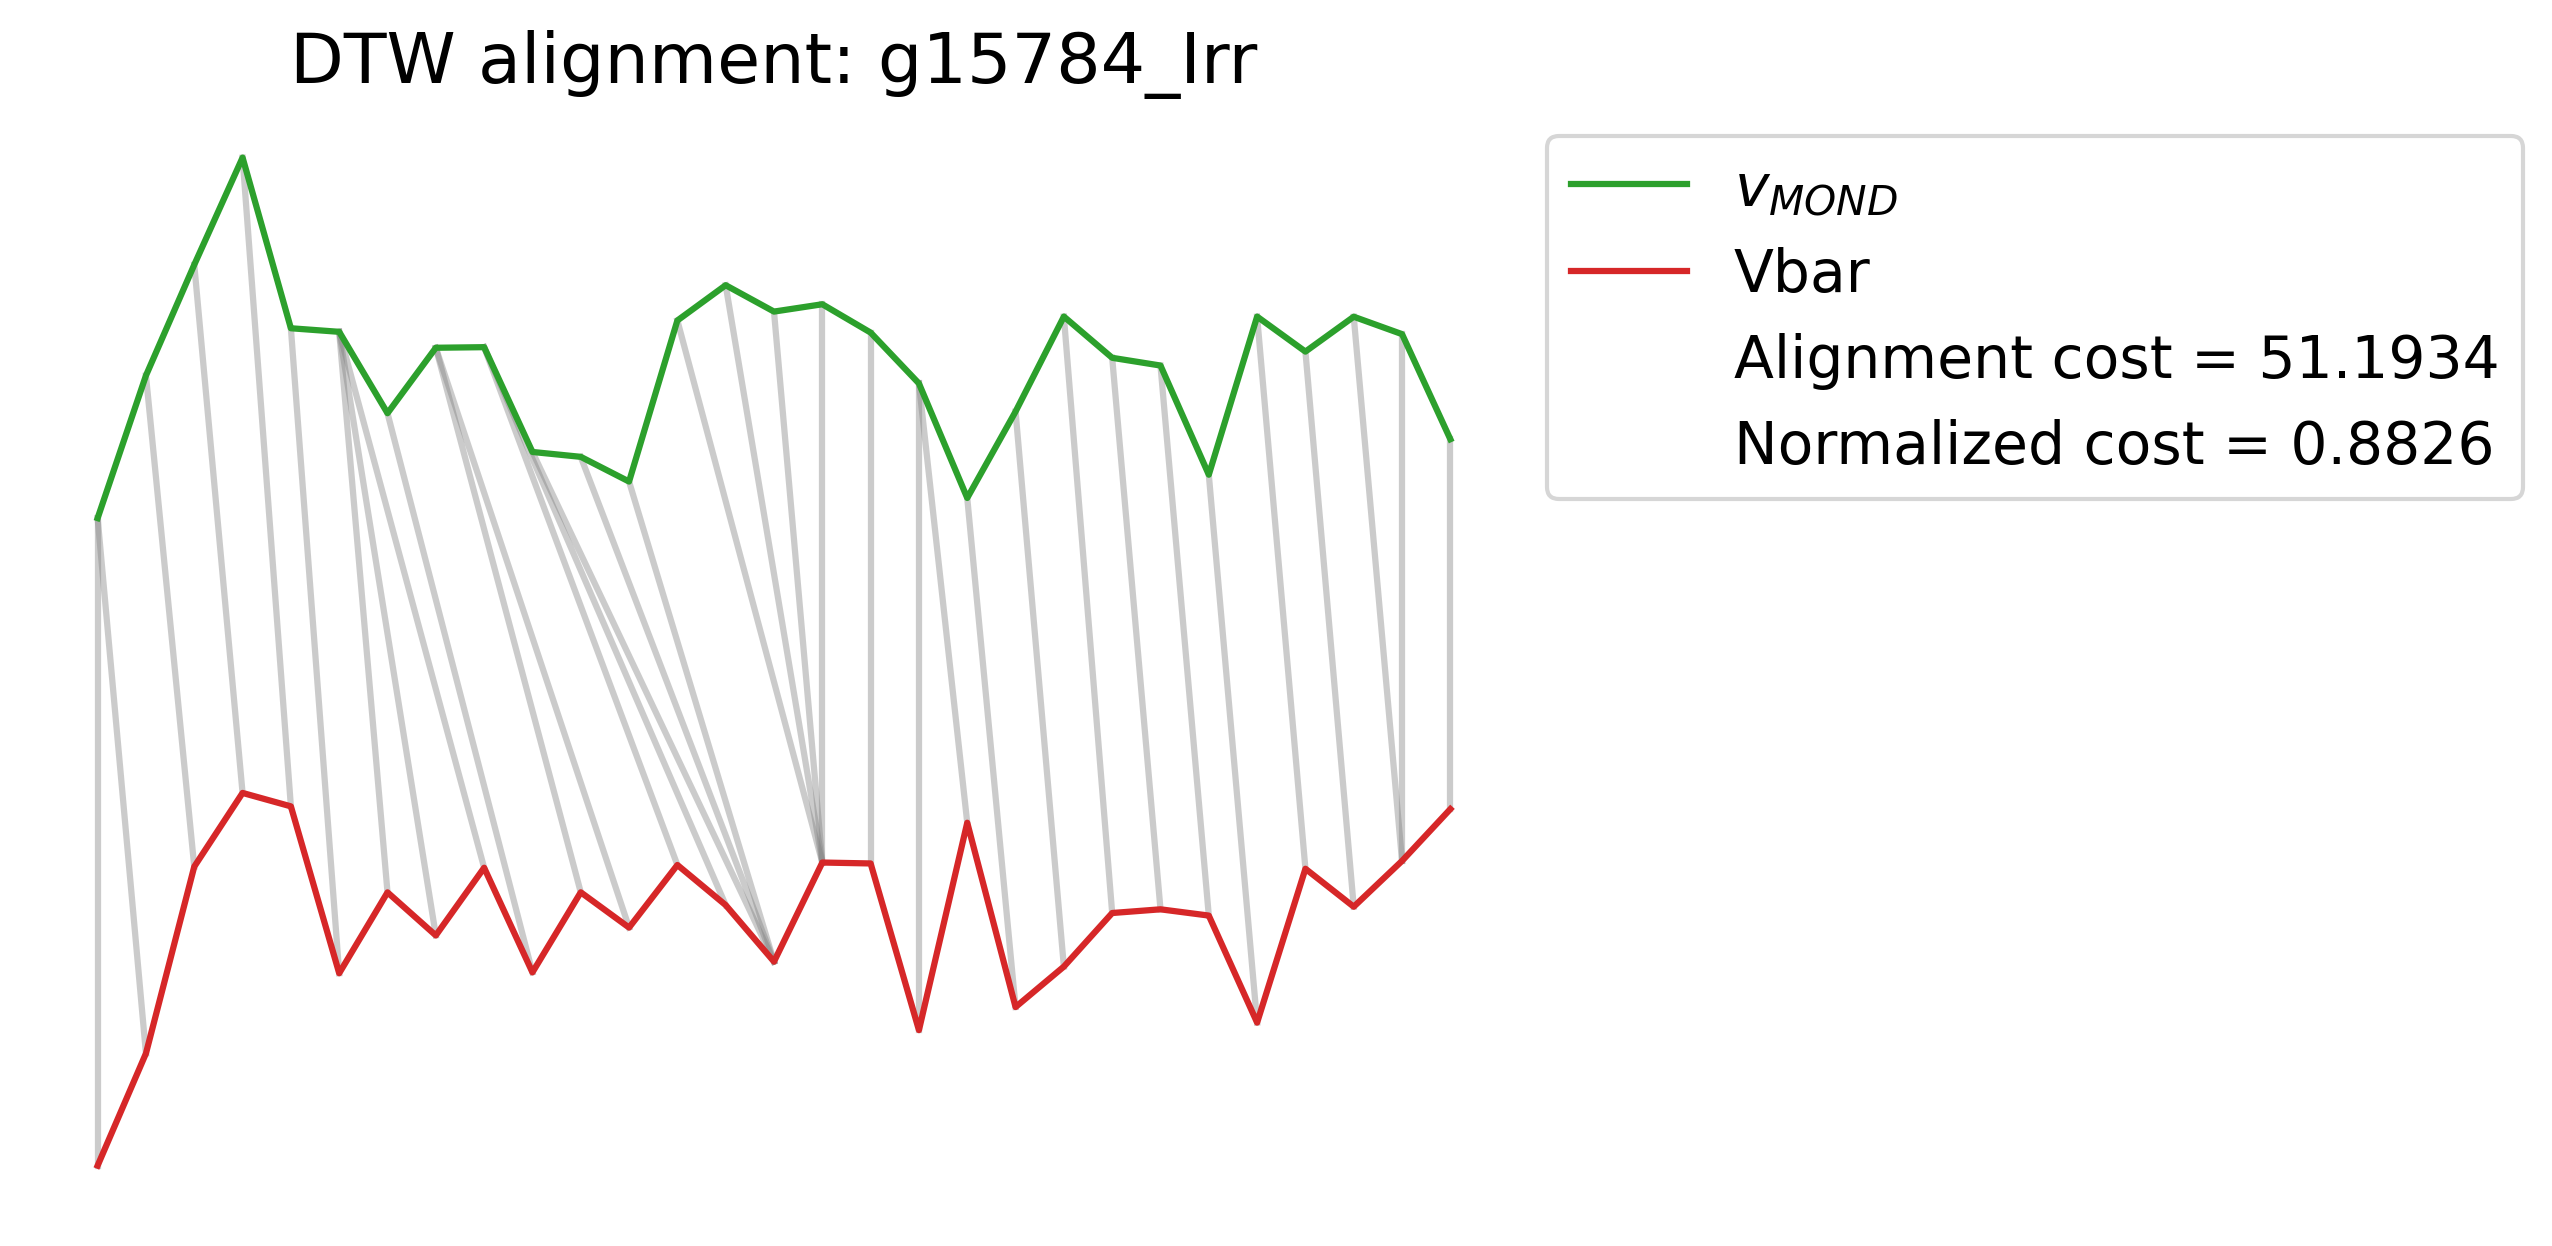 DTW alignment: g15784_Irr
v_MOND
Vbar
Alignment cost = 51.1934
Normalized cost = 0.8826